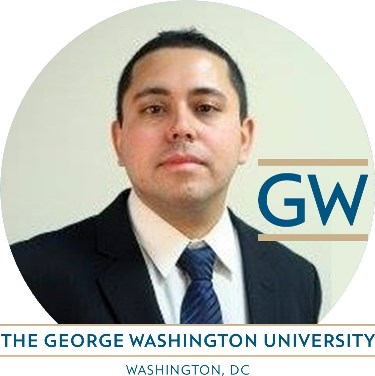 GW
THE GEORGE WASHINGTON UNIVERSITY
WASHINGTON, DC